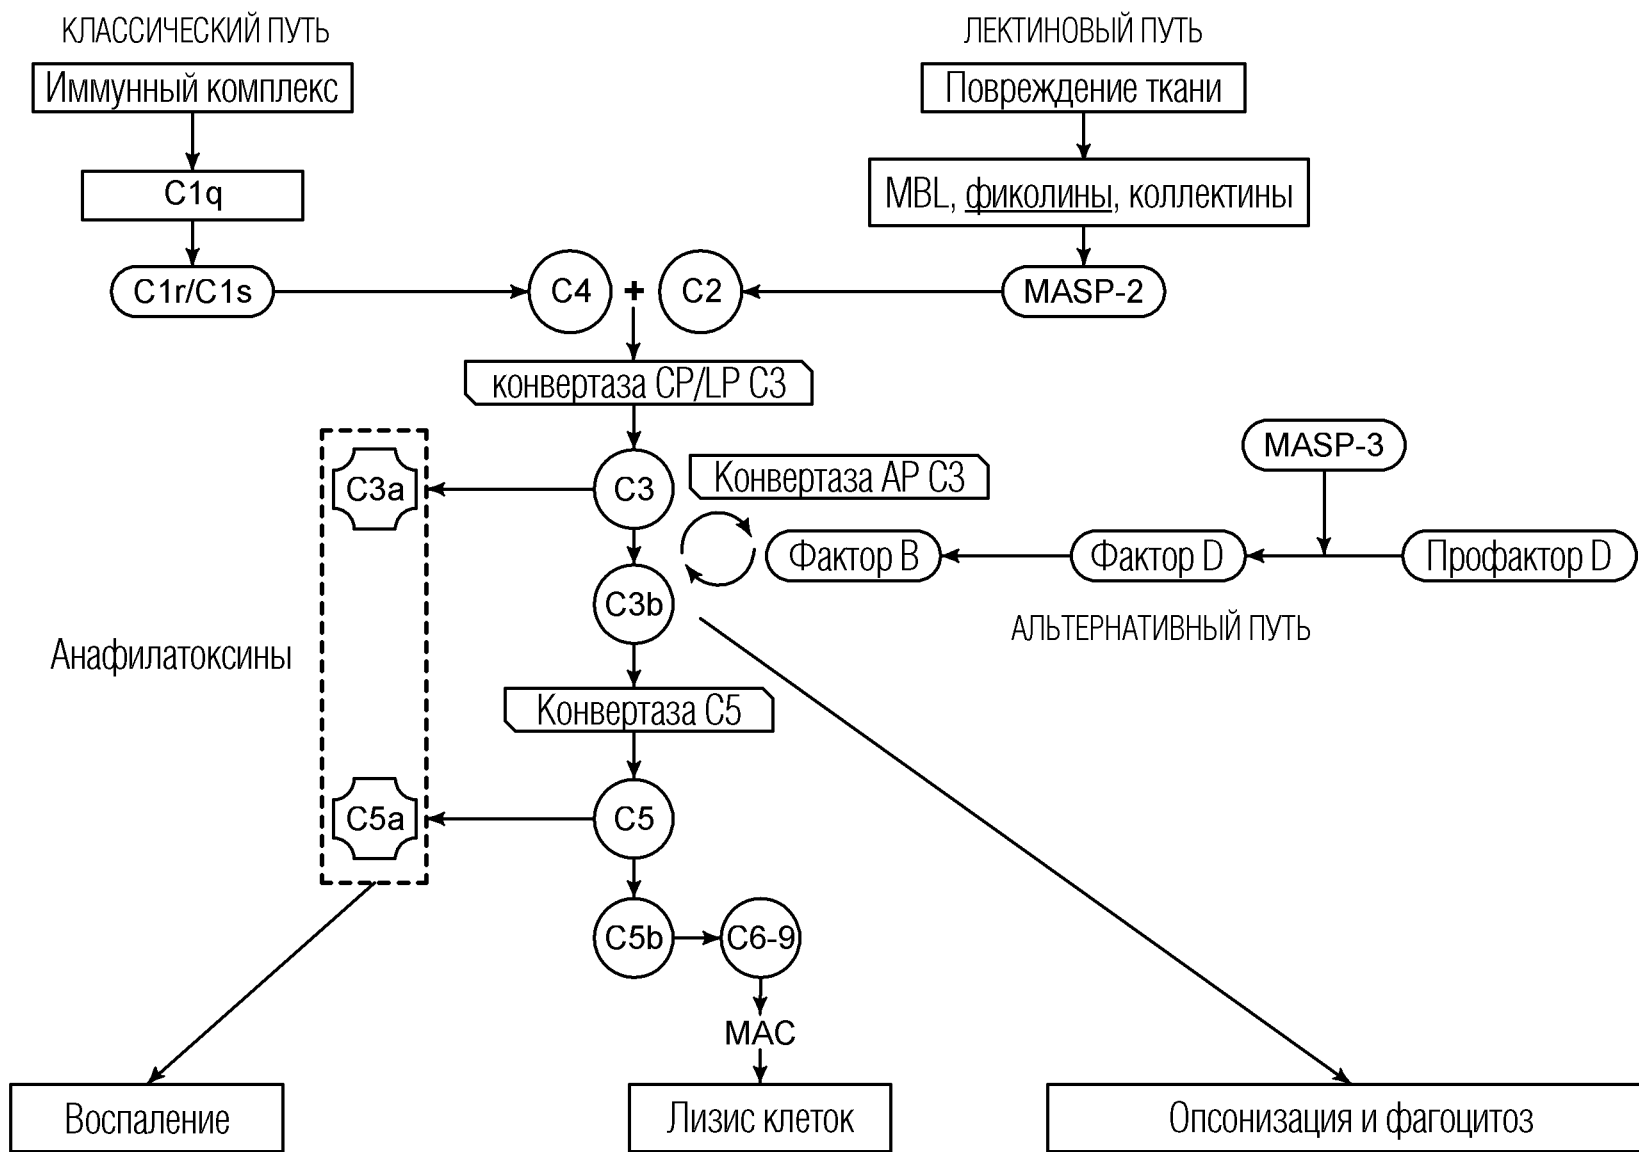 КЛАССИЧЕСКИЙ ПУТЬ
ЛЕКТИНОВЫЙ ПУТЬ
Иммунный комплекс
Повреждение ткани
C1q
MBL, фиколины, коллектины
C1r/C1s
C4
+
C2
MASP-2
конвертаза CP/LP C3
MASP-3
C3a
C3
Конвертаза AP C3
Фактор B
Фактор D
Профактор D
C3b
АЛЬТЕРНАТИВНЫЙ ПУТЬ
Анафилатоксины
Конвертаза C5
C5a
C5
C5b
C6-9
MAC
Воспаление
Лизис клеток
Опсонизация и фагоцитоз